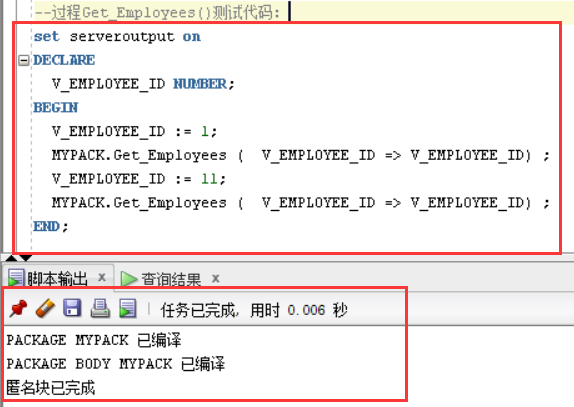 --过程Get_Employees()测试代码:
set serveroutput on
DECLARE
V_EMPLOYEE_ID NUMBER;
BEGIN
V_EMPLOYEE_ID := 1;
MYPACK.Get_Employees (  V_EMPLOYEE_ID => V_EMPLOYEE_ID) ;
V_EMPLOYEE_ID := 11;
MYPACK.Get_Employees (  V_EMPLOYEE_ID => V_EMPLOYEE_ID) ;
END;
脚本输出 x 查询结果 x
任务已完成, 用时 0.006 秒
PACKAGE MYPACK 已编译
PACKAGE BODY MYPACK 已编译
匿名块已完成